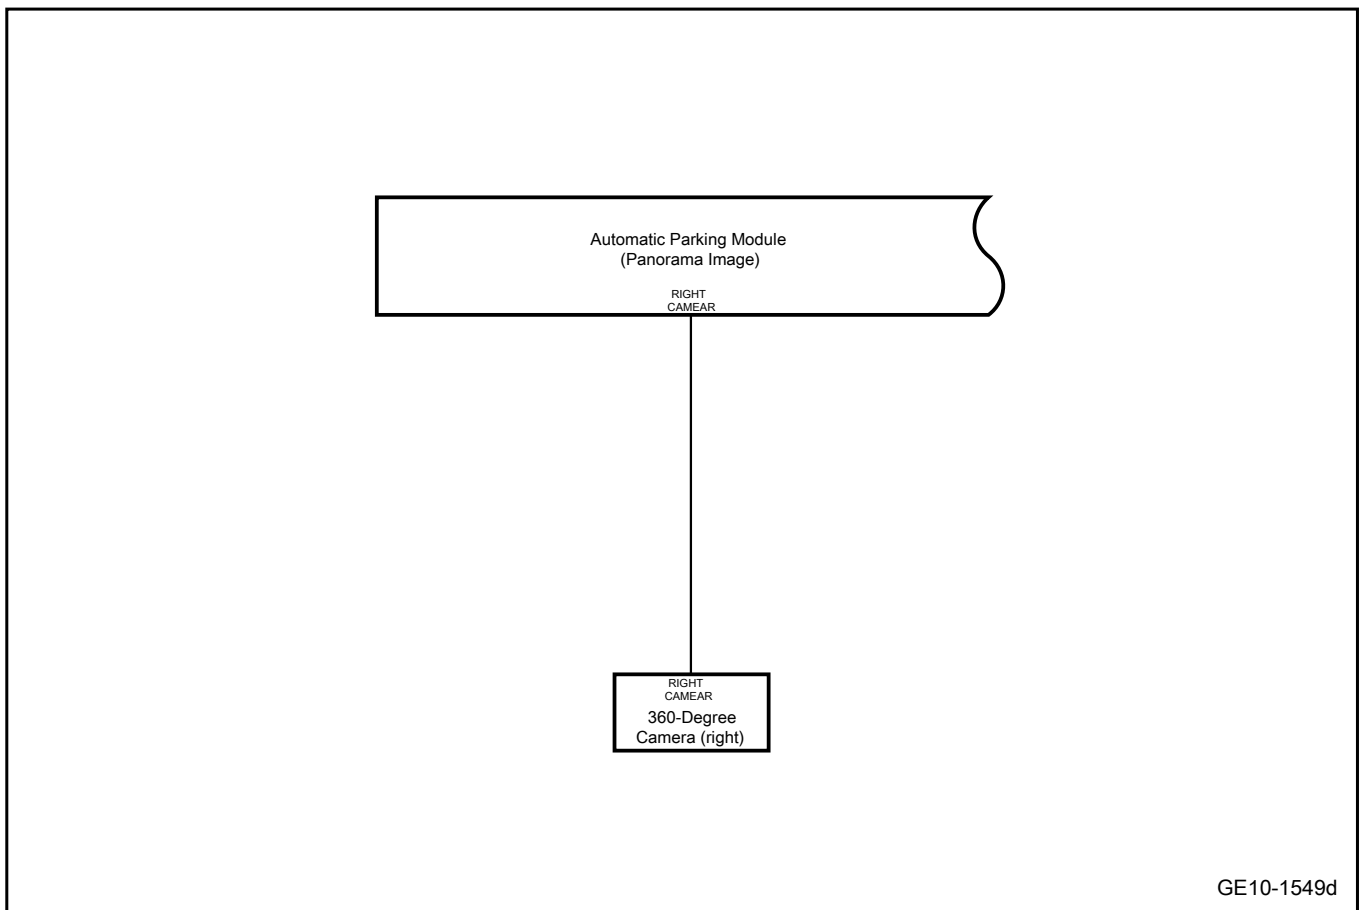 Automatic Parking Module
(Panorama Image)
RIGHT
CAMEAR
RIGHT
CAMEAR
360-Degree
Camera (right)
GE10-1549d